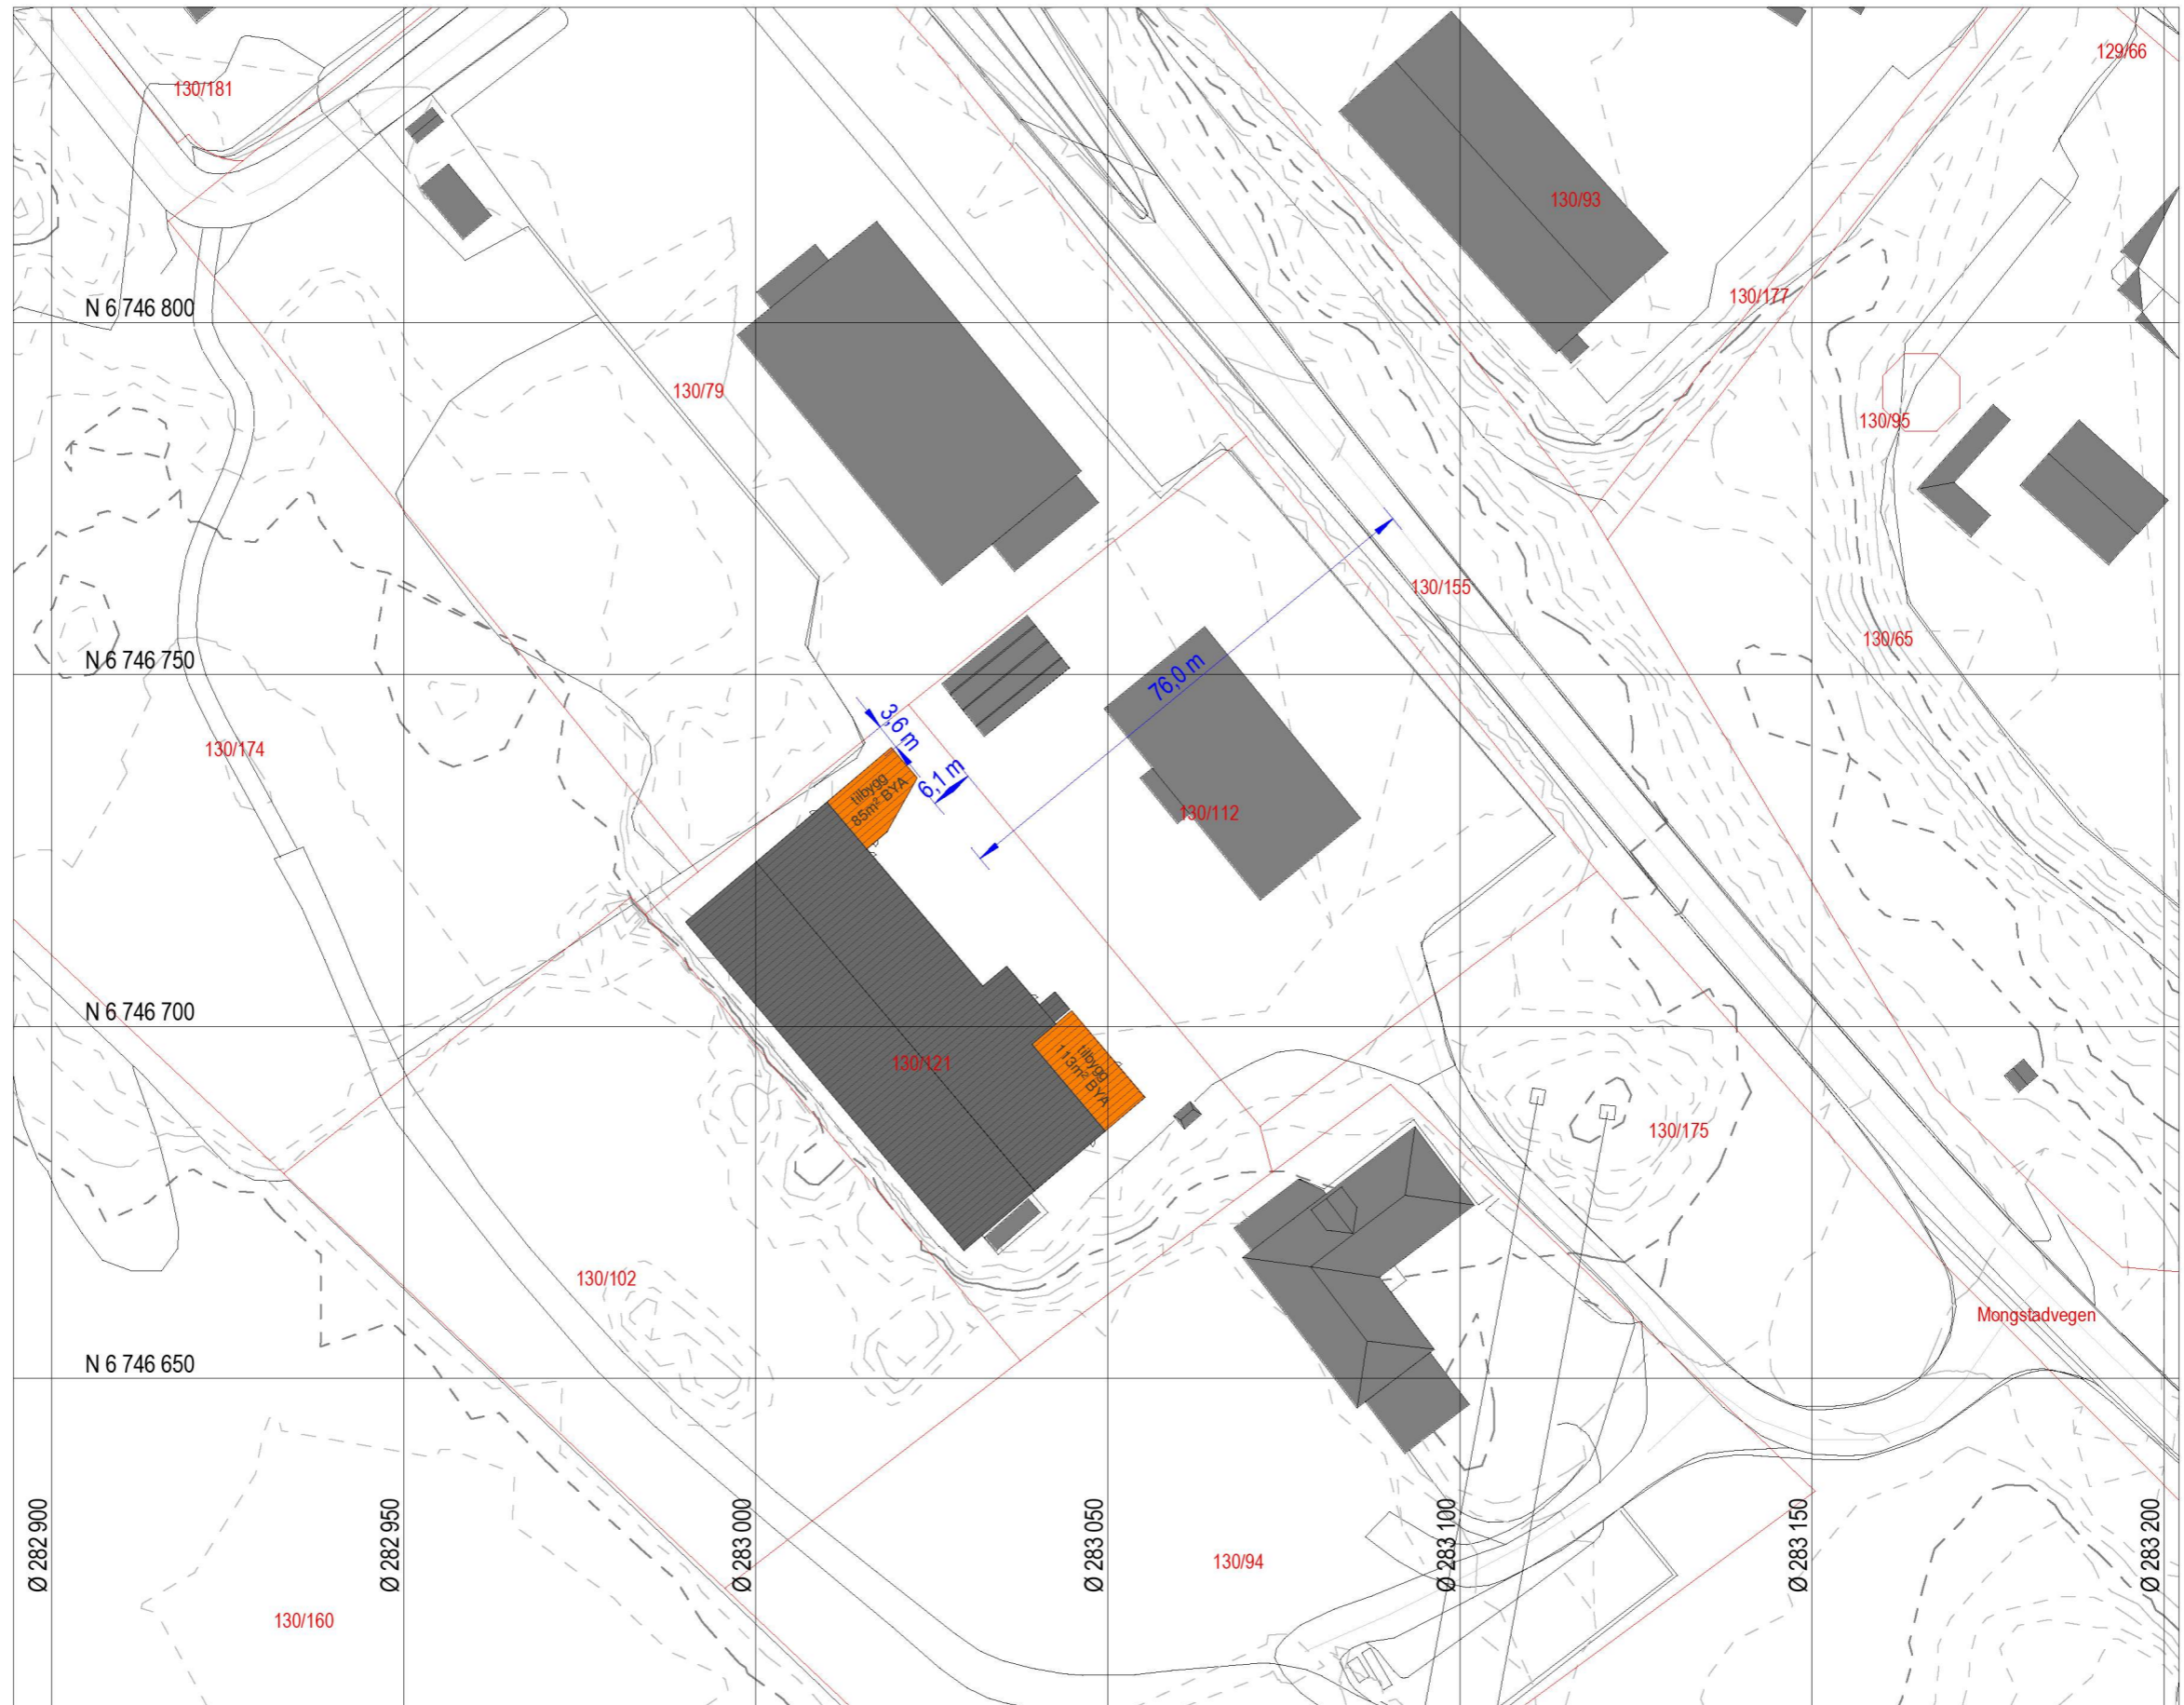 129/66
130/181
130/93
130/177
N 6 746 800
130/79
130/95
130/155
130/65
N 6 746 750
76,0 m
3,6 m
130/174
6,1 m
tilbygg
85m² BYA
130/112
N 6 746 700
130/121
tilbygg
113m² BYA
130/175
130/102
Mongstadvegen
N 6 746 650
Ø 282 900
Ø 282 950
Ø 283 000
Ø 283 050
Ø 283 100
Ø 283 150
Ø 283 200
130/94
130/160